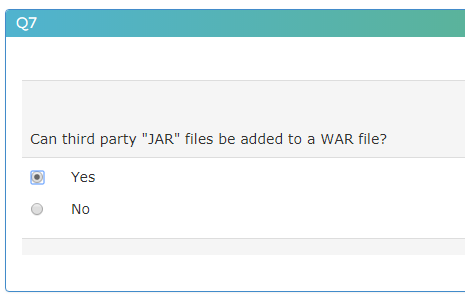 Q7
Can third party "JAR" files be added to a WAR file?
Yes
No